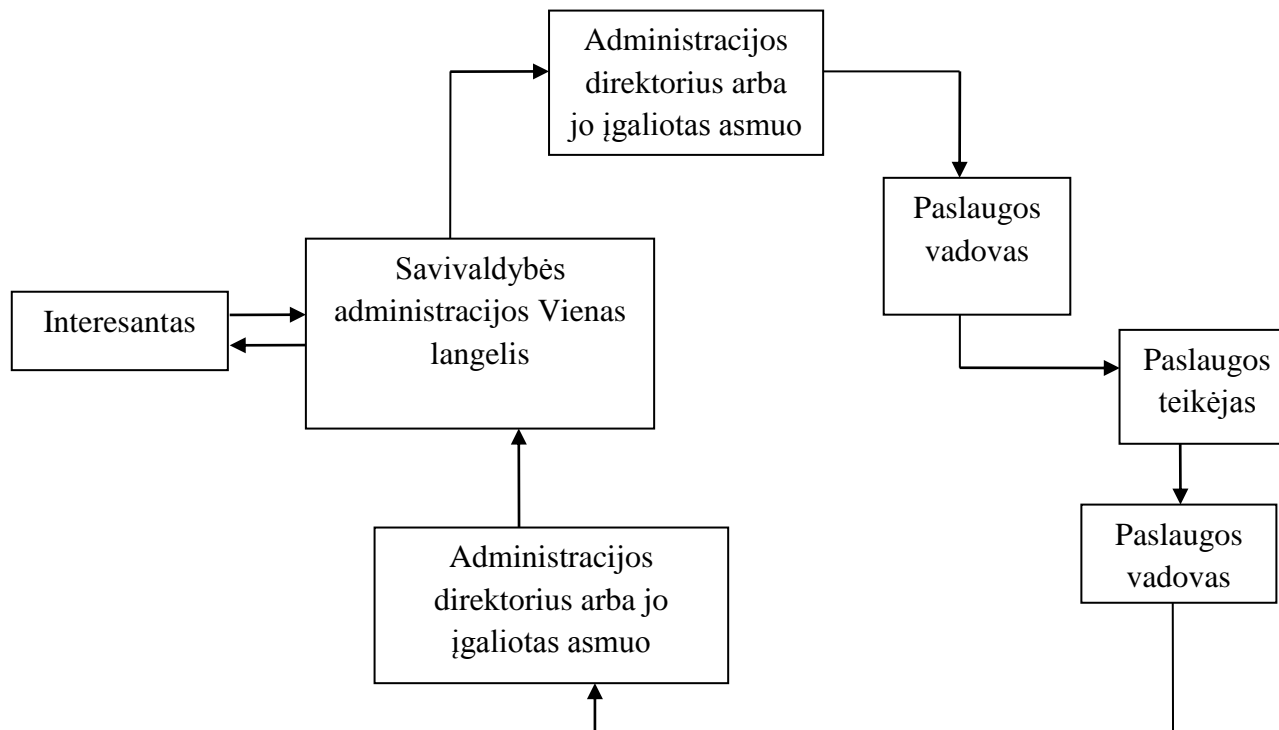 Administracijos
direktorius arba
jo įgaliotas asmuo
Paslaugos
vadovas
Savivaldybės
administracijos Vienas
langelis
Interesantas
Paslaugos
teikėjas
Paslaugos
vadovas
Administracijos
direktorius arba jo
įgaliotas asmuo